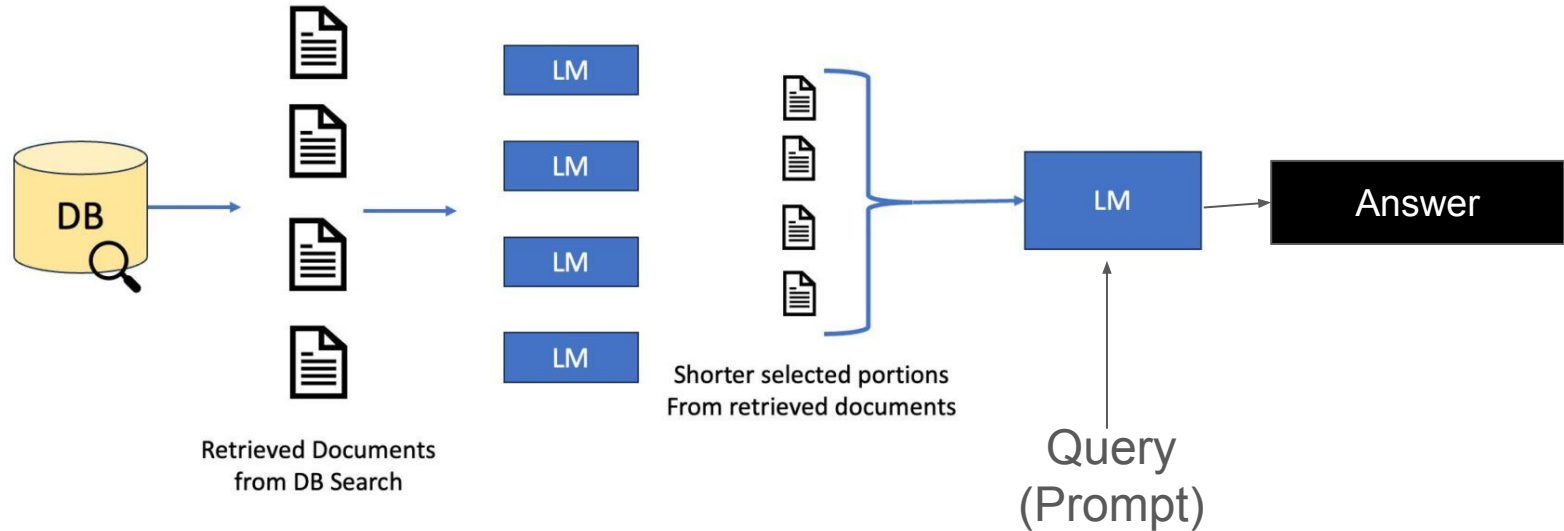 DB
Retrieved Documents
from DB Search
LM
LM
LM
LM
Shorter selected portions
From retrieved documents
LM
Query
(Prompt)
Answer